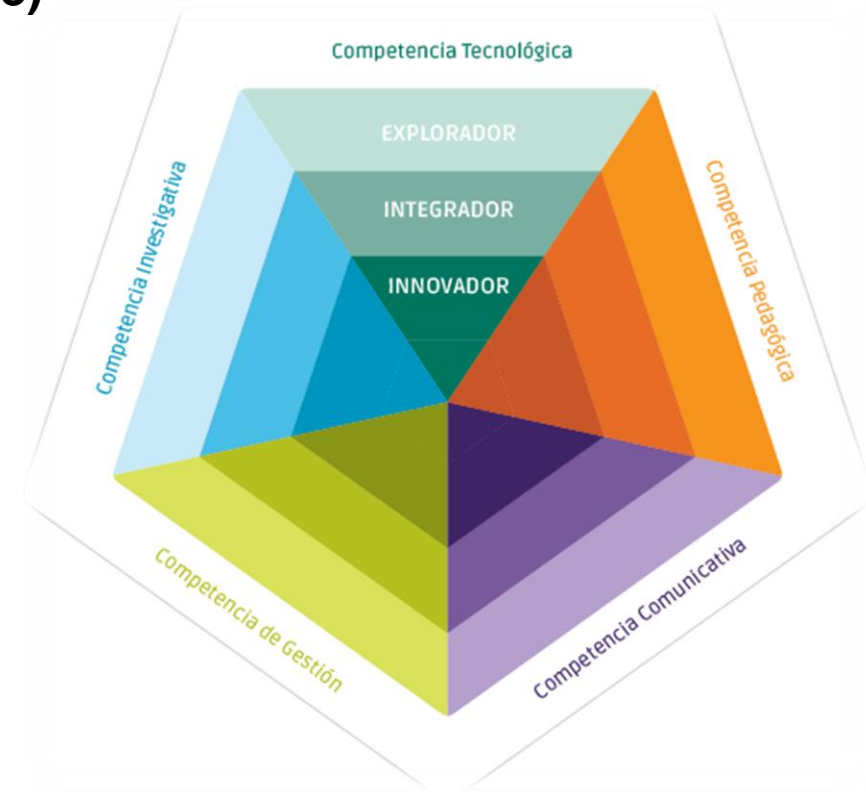 Competencia Tecnológica
EXPLORADOR
INTEGRADOR
INNOVADOR
Competencia Investigativa
Competencia Pedagógica
Competencia de Gestión
Competencia Comunicativa